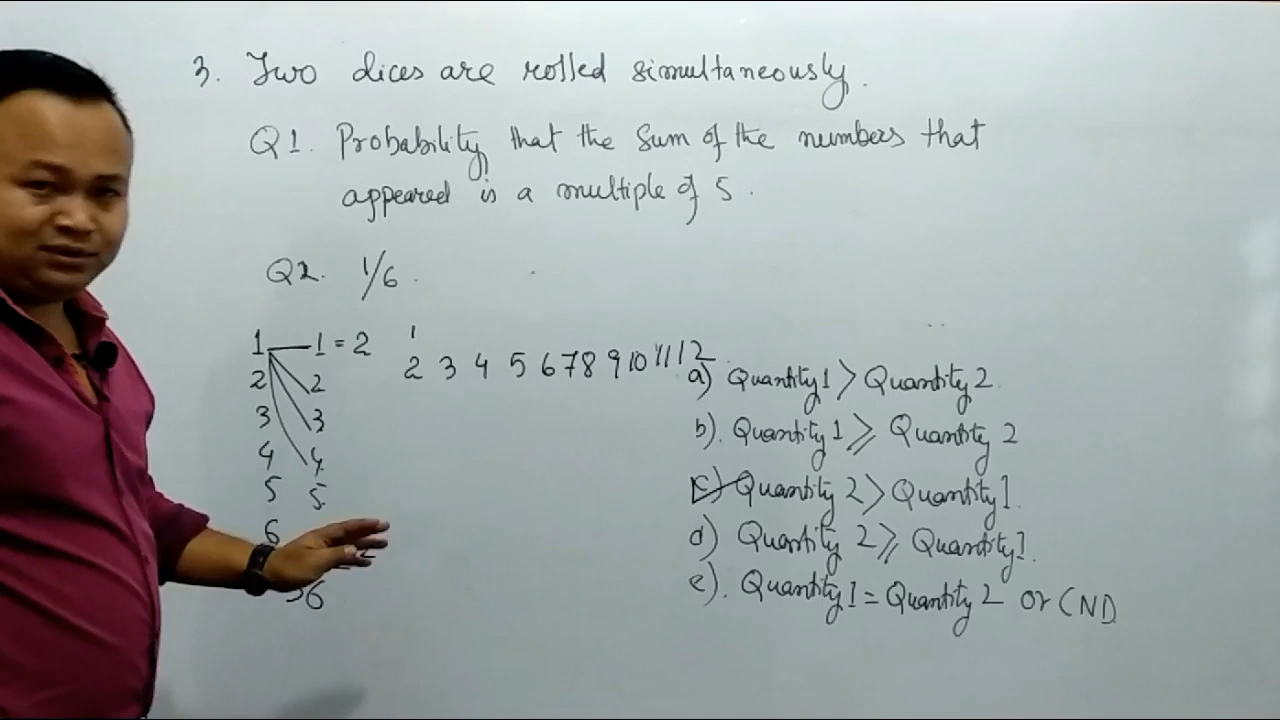 3. Two dices are rolled simultaneously.
Q1. Probability that the Sum of the numbers that
appeared is a multiple of 5.
Q2. 1/6.
1 — 1 = 2
2 2
3 3
4 4
5 5
6
36
1
2 3 4 5 6 7 8 9 10 11 12
a) Quantity 1 > Quantity 2.
b). Quantity 1 ≥ Quantity 2
c) Quantity 2 > Quantity 1.
d) Quantity 2 ≥ Quantity 1.
e). Quantity 1 = Quantity 2 or CND